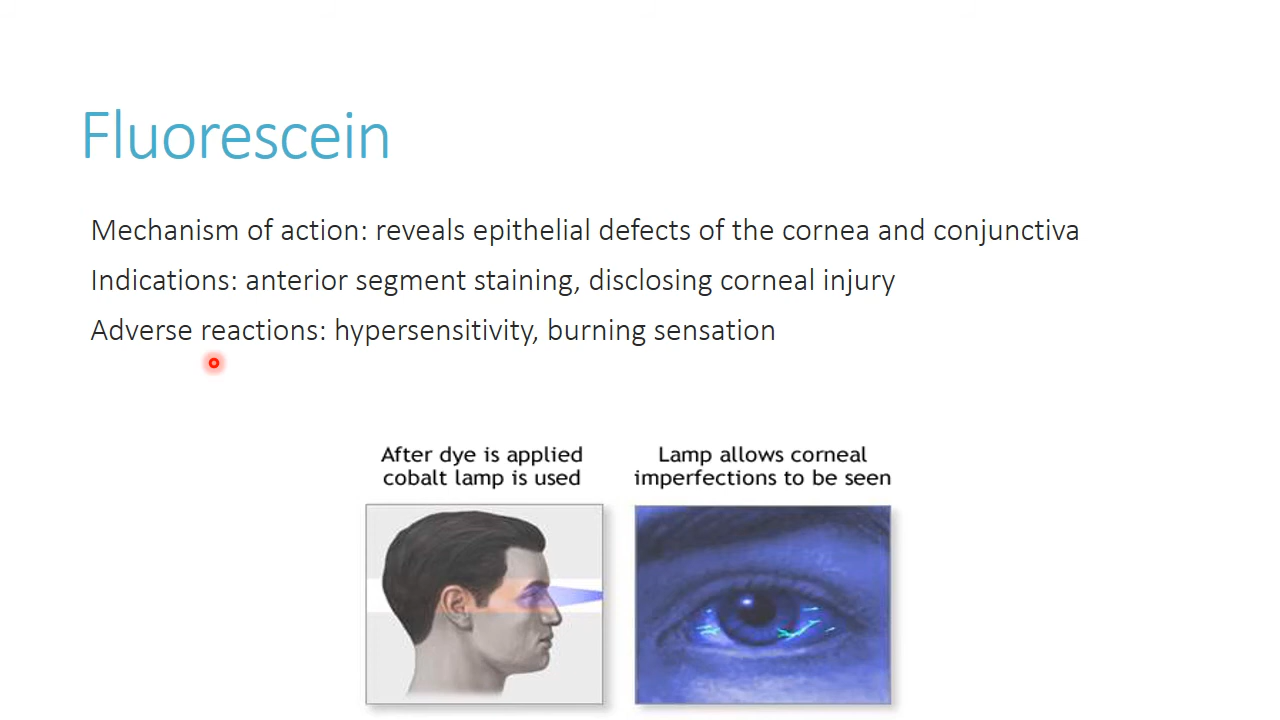 Fluorescein
Mechanism of action: reveals epithelial defects of the cornea and conjunctiva
Indications: anterior segment staining, disclosing corneal injury
Adverse reactions: hypersensitivity, burning sensation
After dye is applied
cobalt lamp is used
Lamp allows corneal
imperfections to be seen